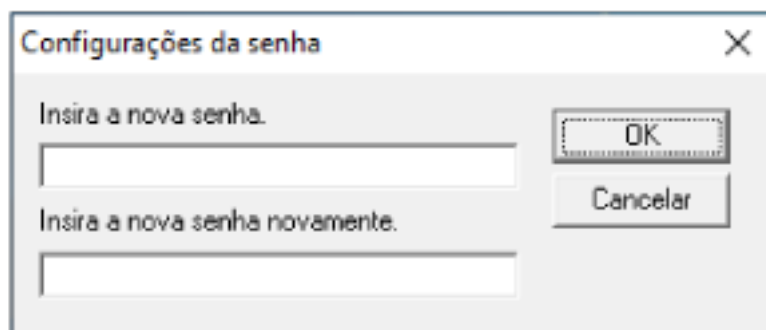 Configurações da senha
Insira a nova senha.
OK
Cancelar
Insira a nova senha novamente.